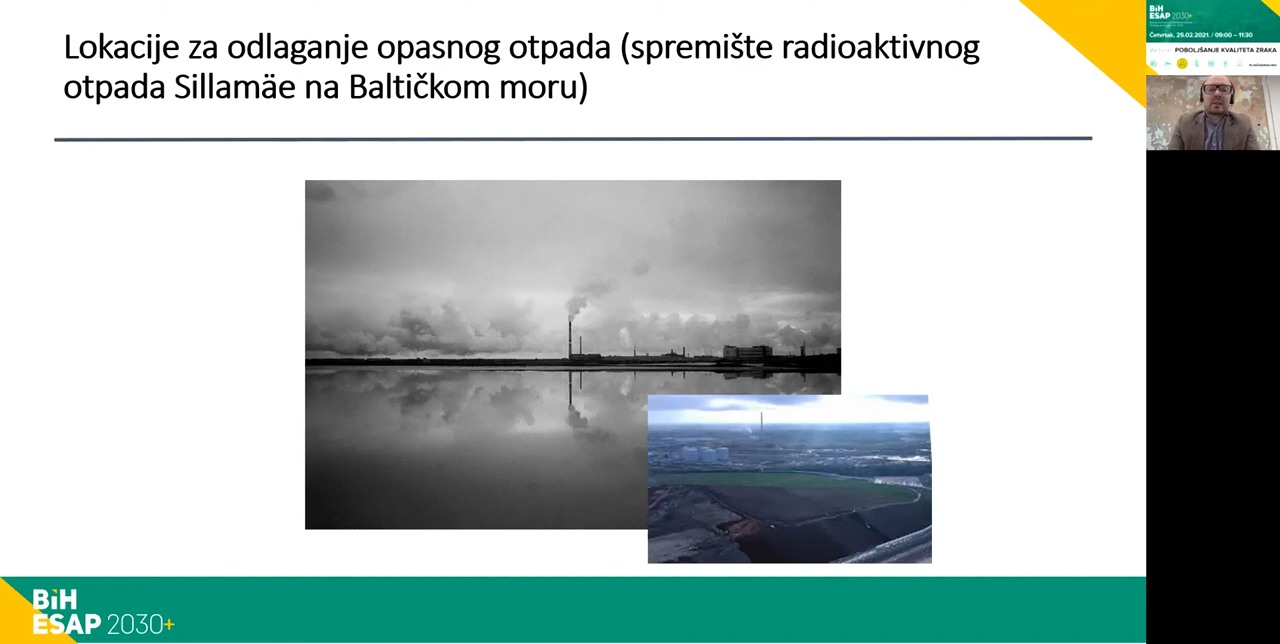 Lokacije za odlaganje opasnog otpada (spremište radioaktivnog
otpada Sillamäe na Baltičkom moru)
BiH
ESAP 2030+
BiH
ESAP 2030+
Četvrtak, 25.02.2021. / 09:00 – 11:30
POBOLJŠANJE KVALITETA ZRAKA